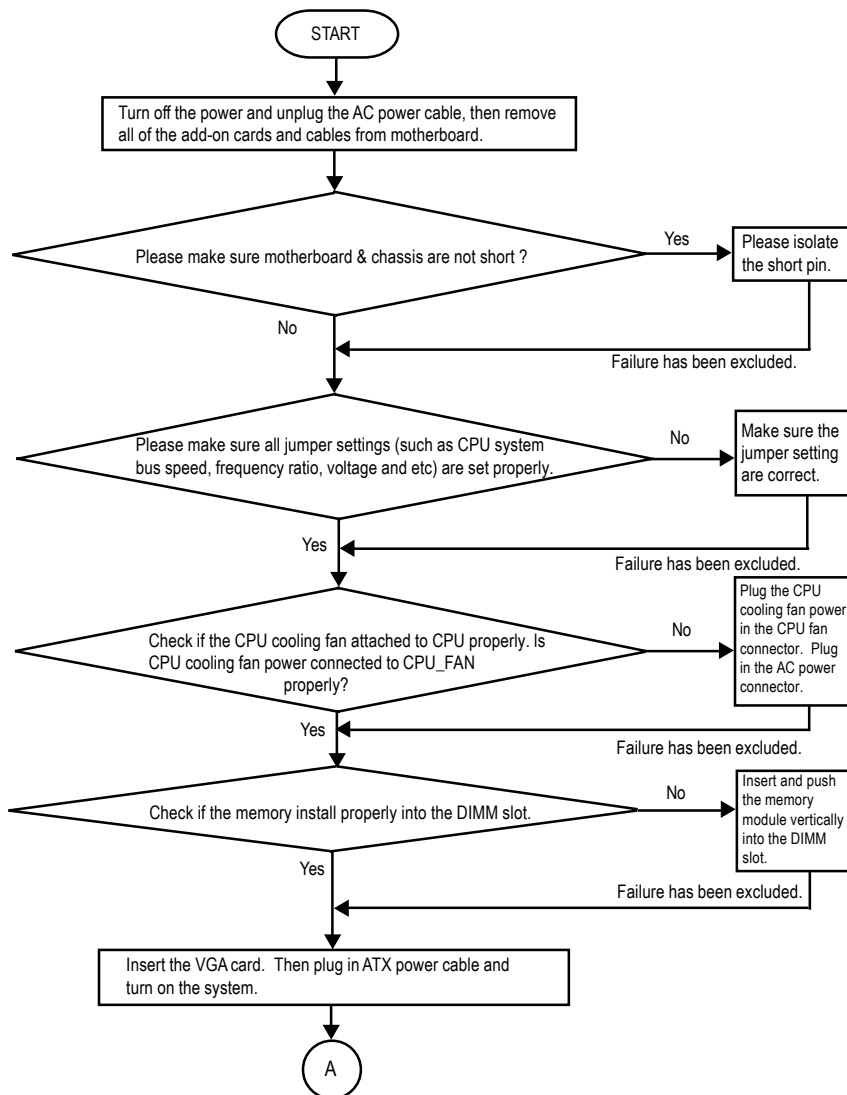 START
Turn off the power and unplug the AC power cable, then remove
all of the add-on cards and cables from motherboard.
Please make sure motherboard & chassis are not short ?
Yes
Please isolate
the short pin.
No
Failure has been excluded.
Please make sure all jumper settings (such as CPU system
bus speed, frequency ratio, voltage and etc) are set properly.
No
Make sure the
jumper setting
are correct.
Yes
Failure has been excluded.
Check if the CPU cooling fan attached to CPU properly. Is
CPU cooling fan power connected to CPU_FAN
properly?
No
Plug the CPU
cooling fan power
in the CPU fan
connector. Plug
in the AC power
connector.
Yes
Failure has been excluded.
Check if the memory install properly into the DIMM slot.
No
Insert and push
the memory
module vertically
into the DIMM
slot.
Yes
Failure has been excluded.
Insert the VGA card. Then plug in ATX power cable and
turn on the system.
A